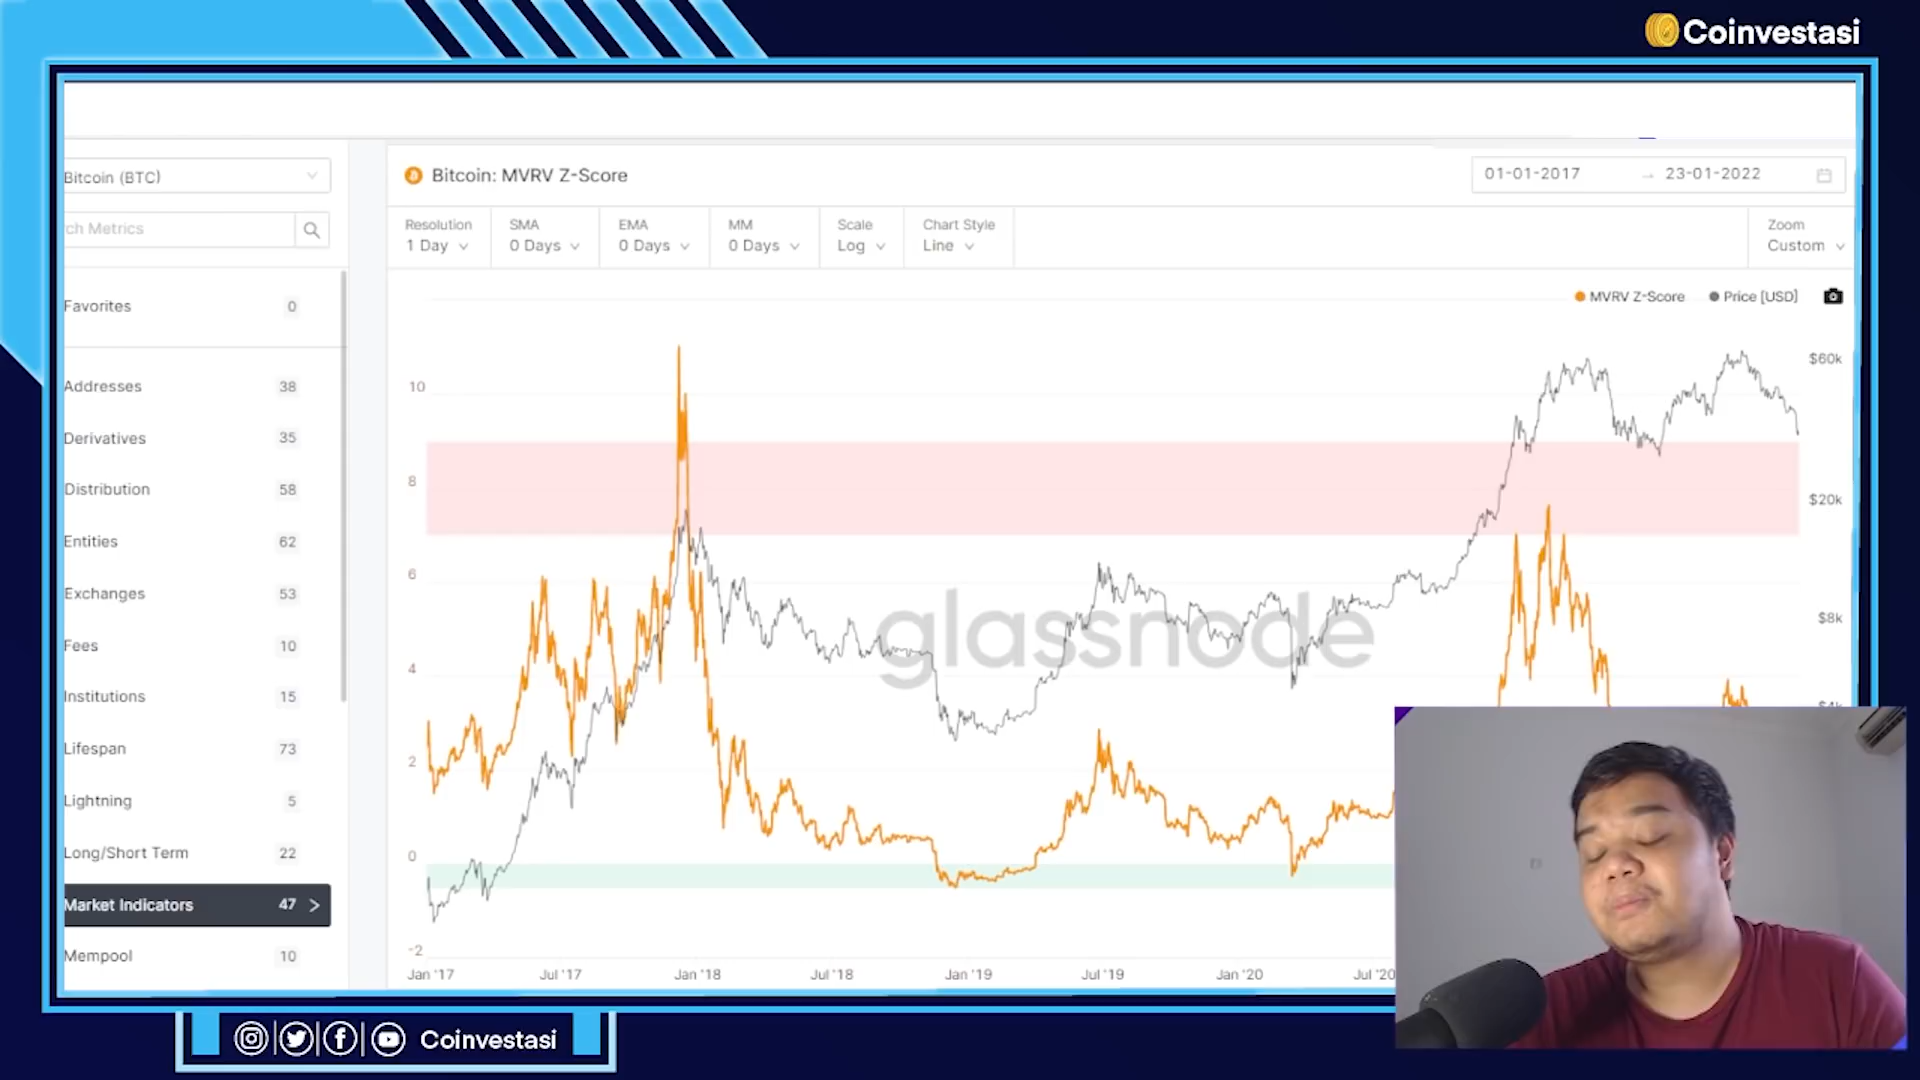 Coinvestasi
Bitcoin (BTC)
ch Metrics
Favorites 0
Addresses 38
Derivatives 35
Distribution 58
Entities 62
Exchanges 53
Fees 10
Institutions 15
Lifespan 73
Lightning 5
Long/Short Term 22
Market Indicators 47 >
Mempool 10
Bitcoin: MVRV Z-Score
01-01-2017 → 23-01-2022
Resolution SMA EMA MM Scale Chart Style Zoom
1 Day 0 Days 0 Days 0 Days Log Line Custom
MVRV Z-Score Price [USD]
10
8
6
4
2
0
-2
$60k
$20k
$8k
glassnode
Jan '17 Jul '17 Jan '18 Jul '18 Jan '19 Jul '19 Jan '20 Jul '20
Coinvestasi